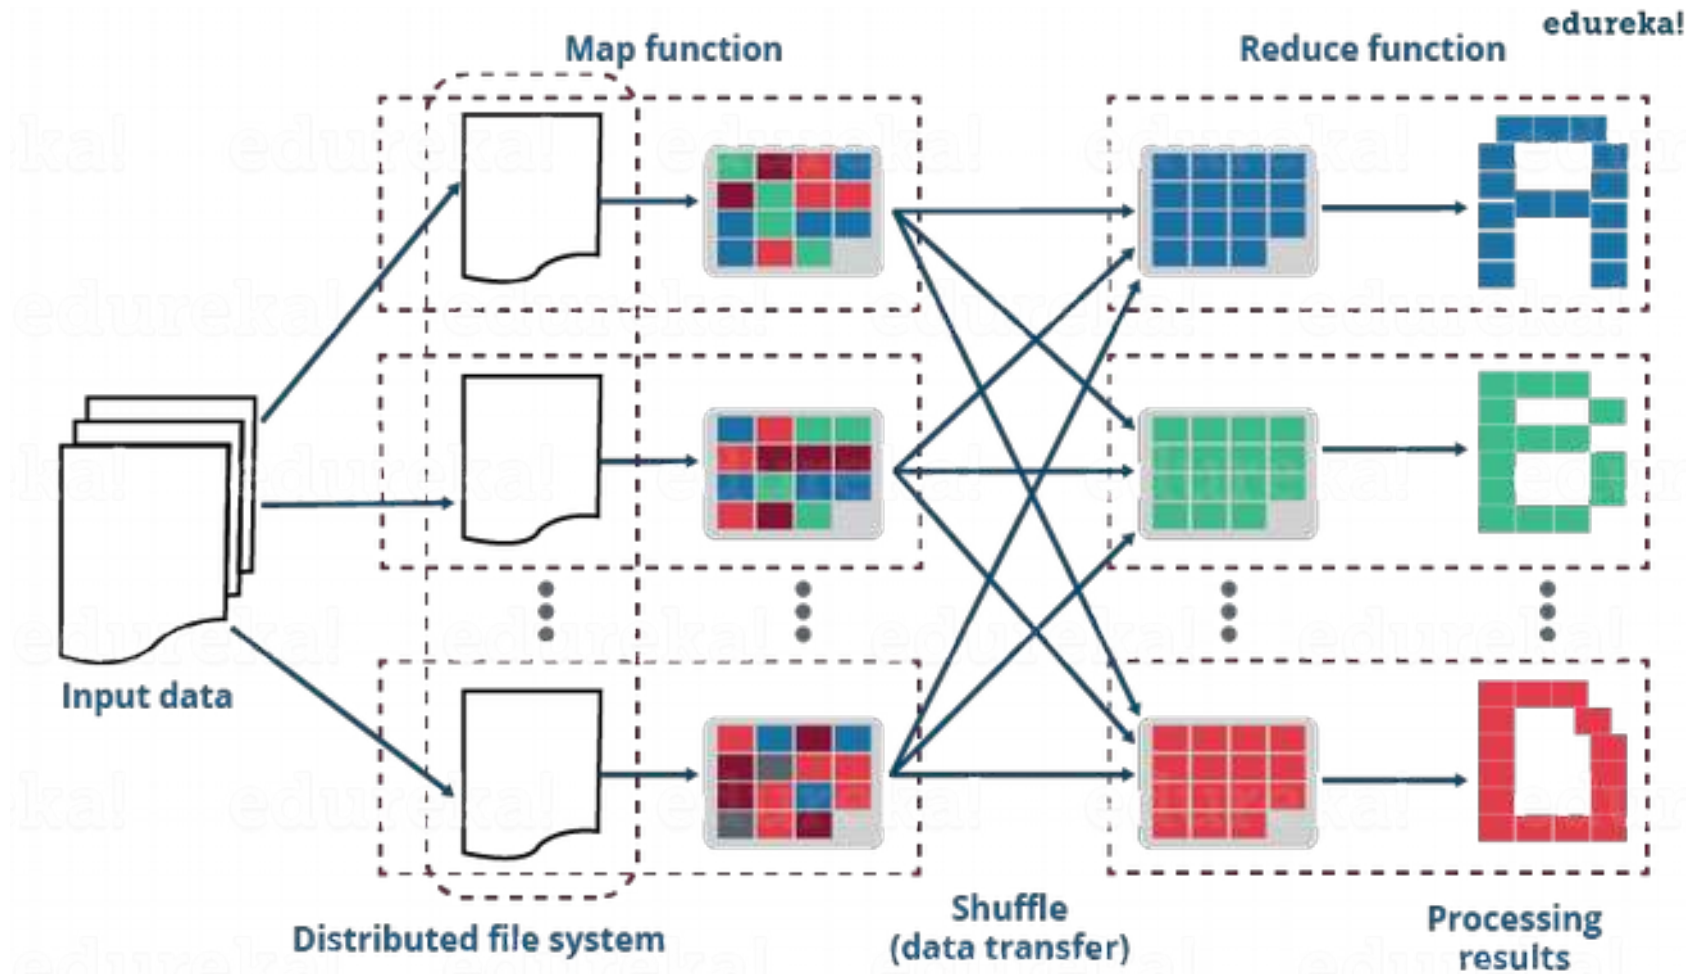 edureka!
Map function
Reduce function
Input data
Distributed file system
Shuffle
(data transfer)
Processing
results